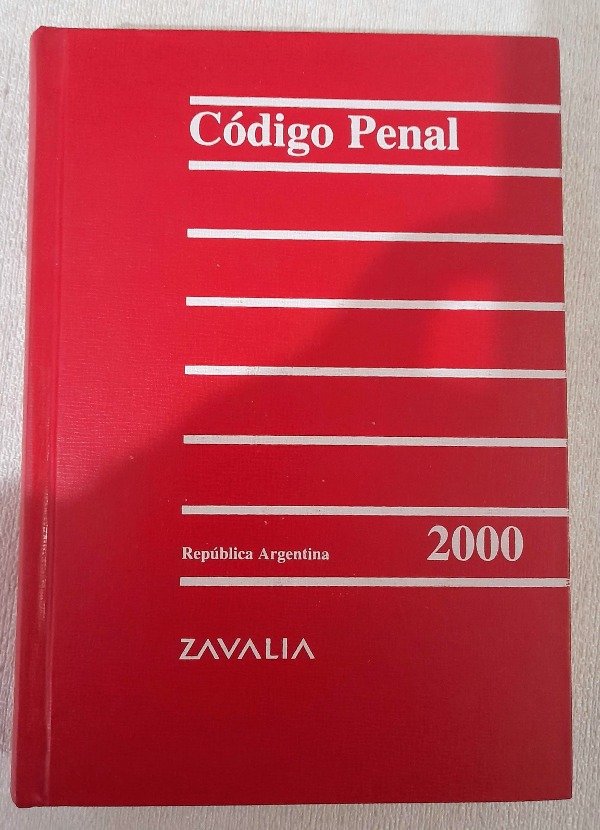 Código Penal
República Argentina 2000
ZAVALIA